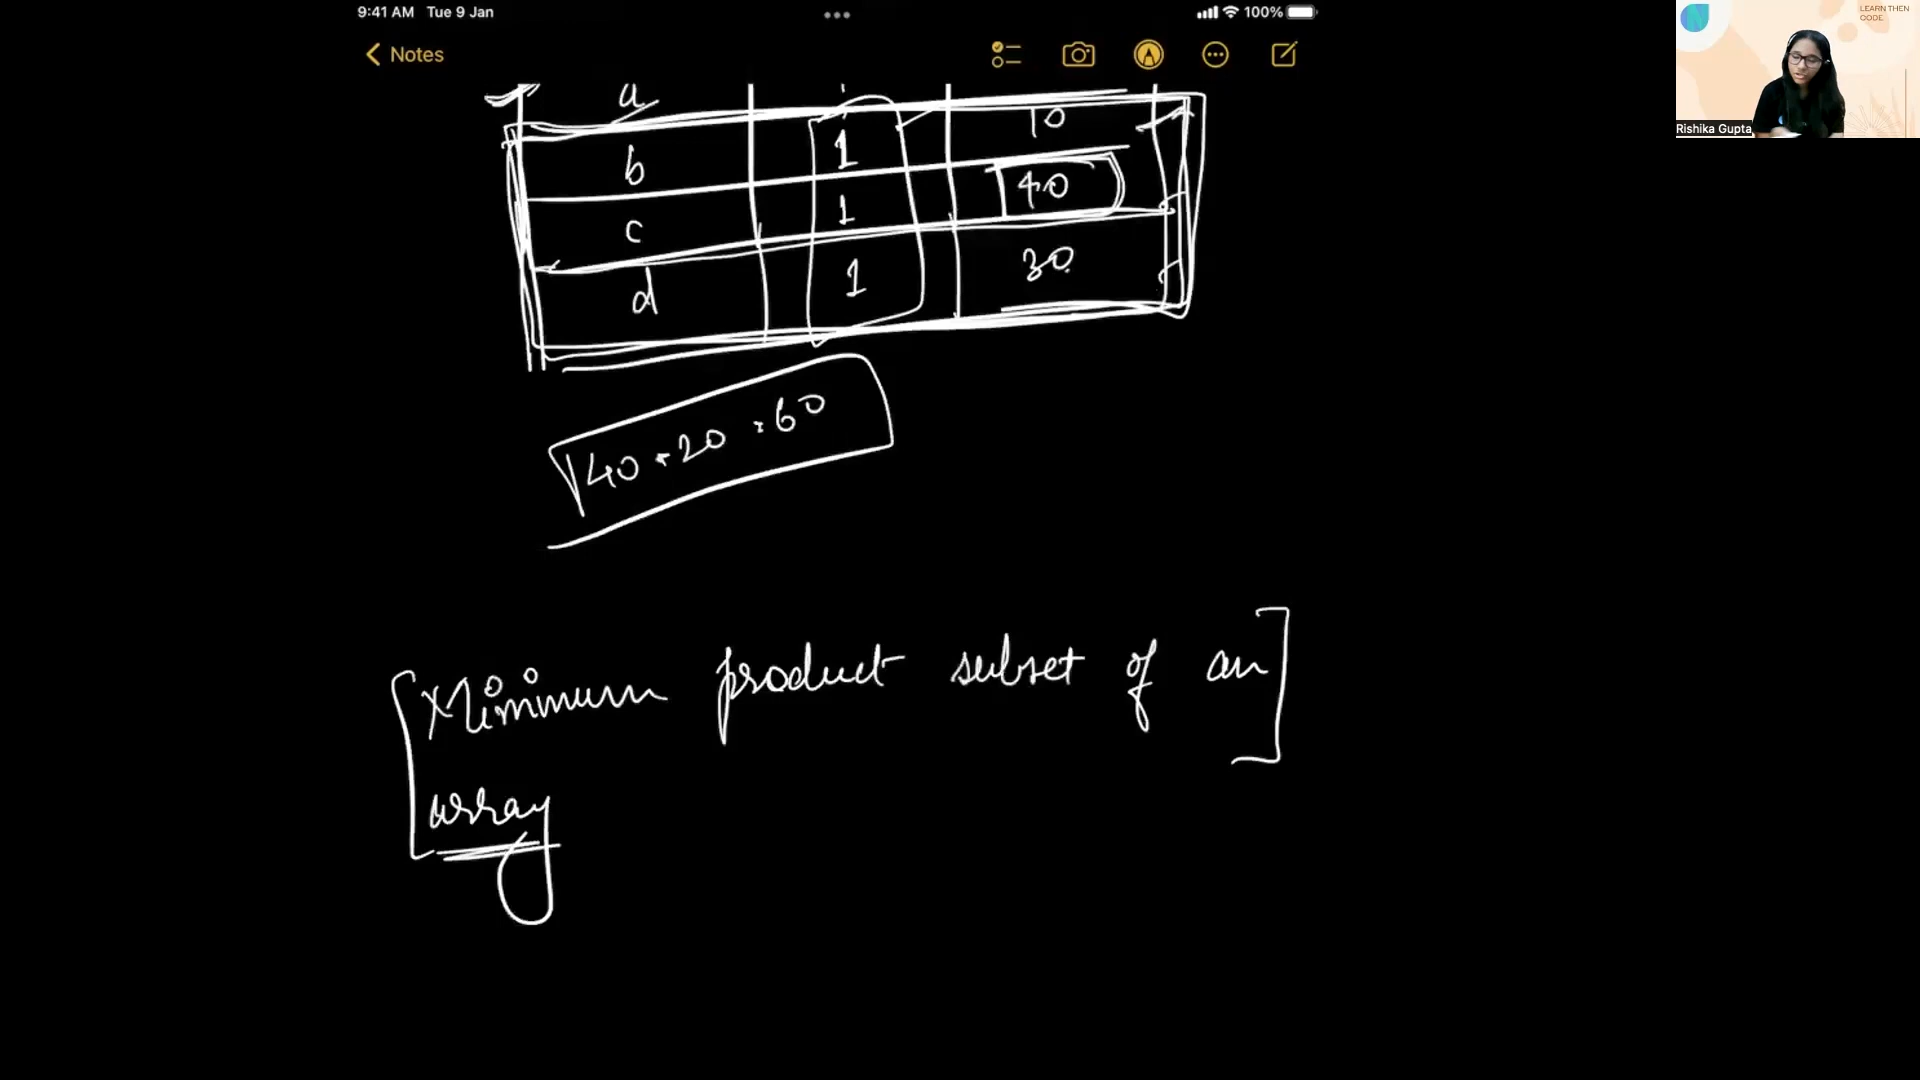 9:41 AM Tue 9 Jan
100%
Notes
LEARN THEN
CODE
Rishika Gupta
a
b 1 10
c 1 40
d 1 30
40+20=60
Minimum product subset of an
array